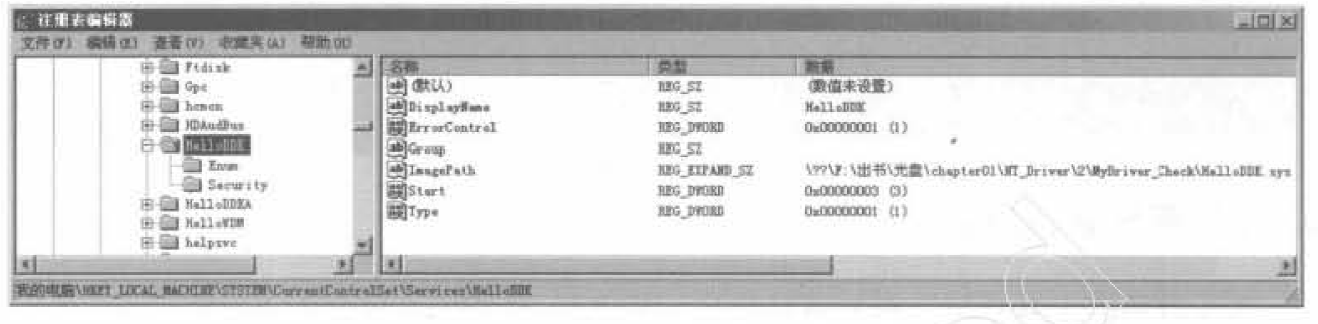 注册表编辑器
文件(F) 编辑(E) 查看(V) 收藏夹(A) 帮助(H)
Ftdisk
Gpc
hcmon
HDAudBus
HelloDDK
Enum
Security
HelloDDKA
HelloWDM
helpsvc
名称 类型 数据
(默认) REG_SZ (数值未设置)
DisplayName REG_SZ HelloDDK
ErrorControl REG_DWORD 0x00000001 (1)
Group REG_SZ
ImagePath REG_EXPAND_SZ \??\F:\出书\光盘\chapter01\NT_Driver\2\MyDriver_Check\HelloDDK.sys
Start REG_DWORD 0x00000003 (3)
Type REG_DWORD 0x00000001 (1)
我的电脑\HKEY_LOCAL_MACHINE\SYSTEM\CurrentControlSet\Services\HelloDDK